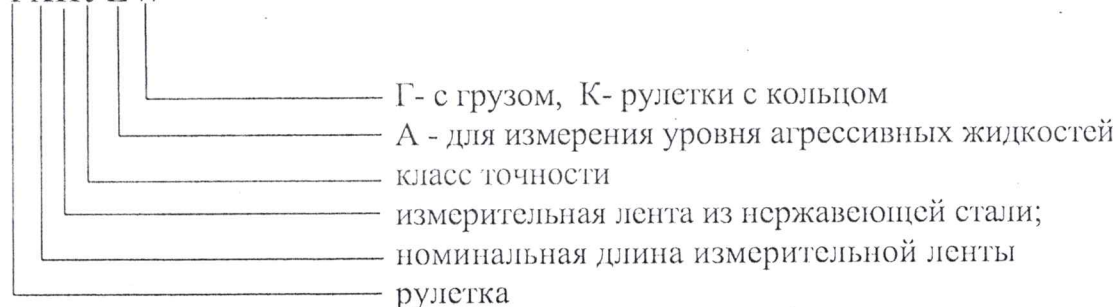 Г- с грузом, К- рулетки с кольцом
А - для измерения уровня агрессивных жидкостей
класс точности
измерительная лента из нержавеющей стали;
номинальная длина измерительной ленты
рулетка